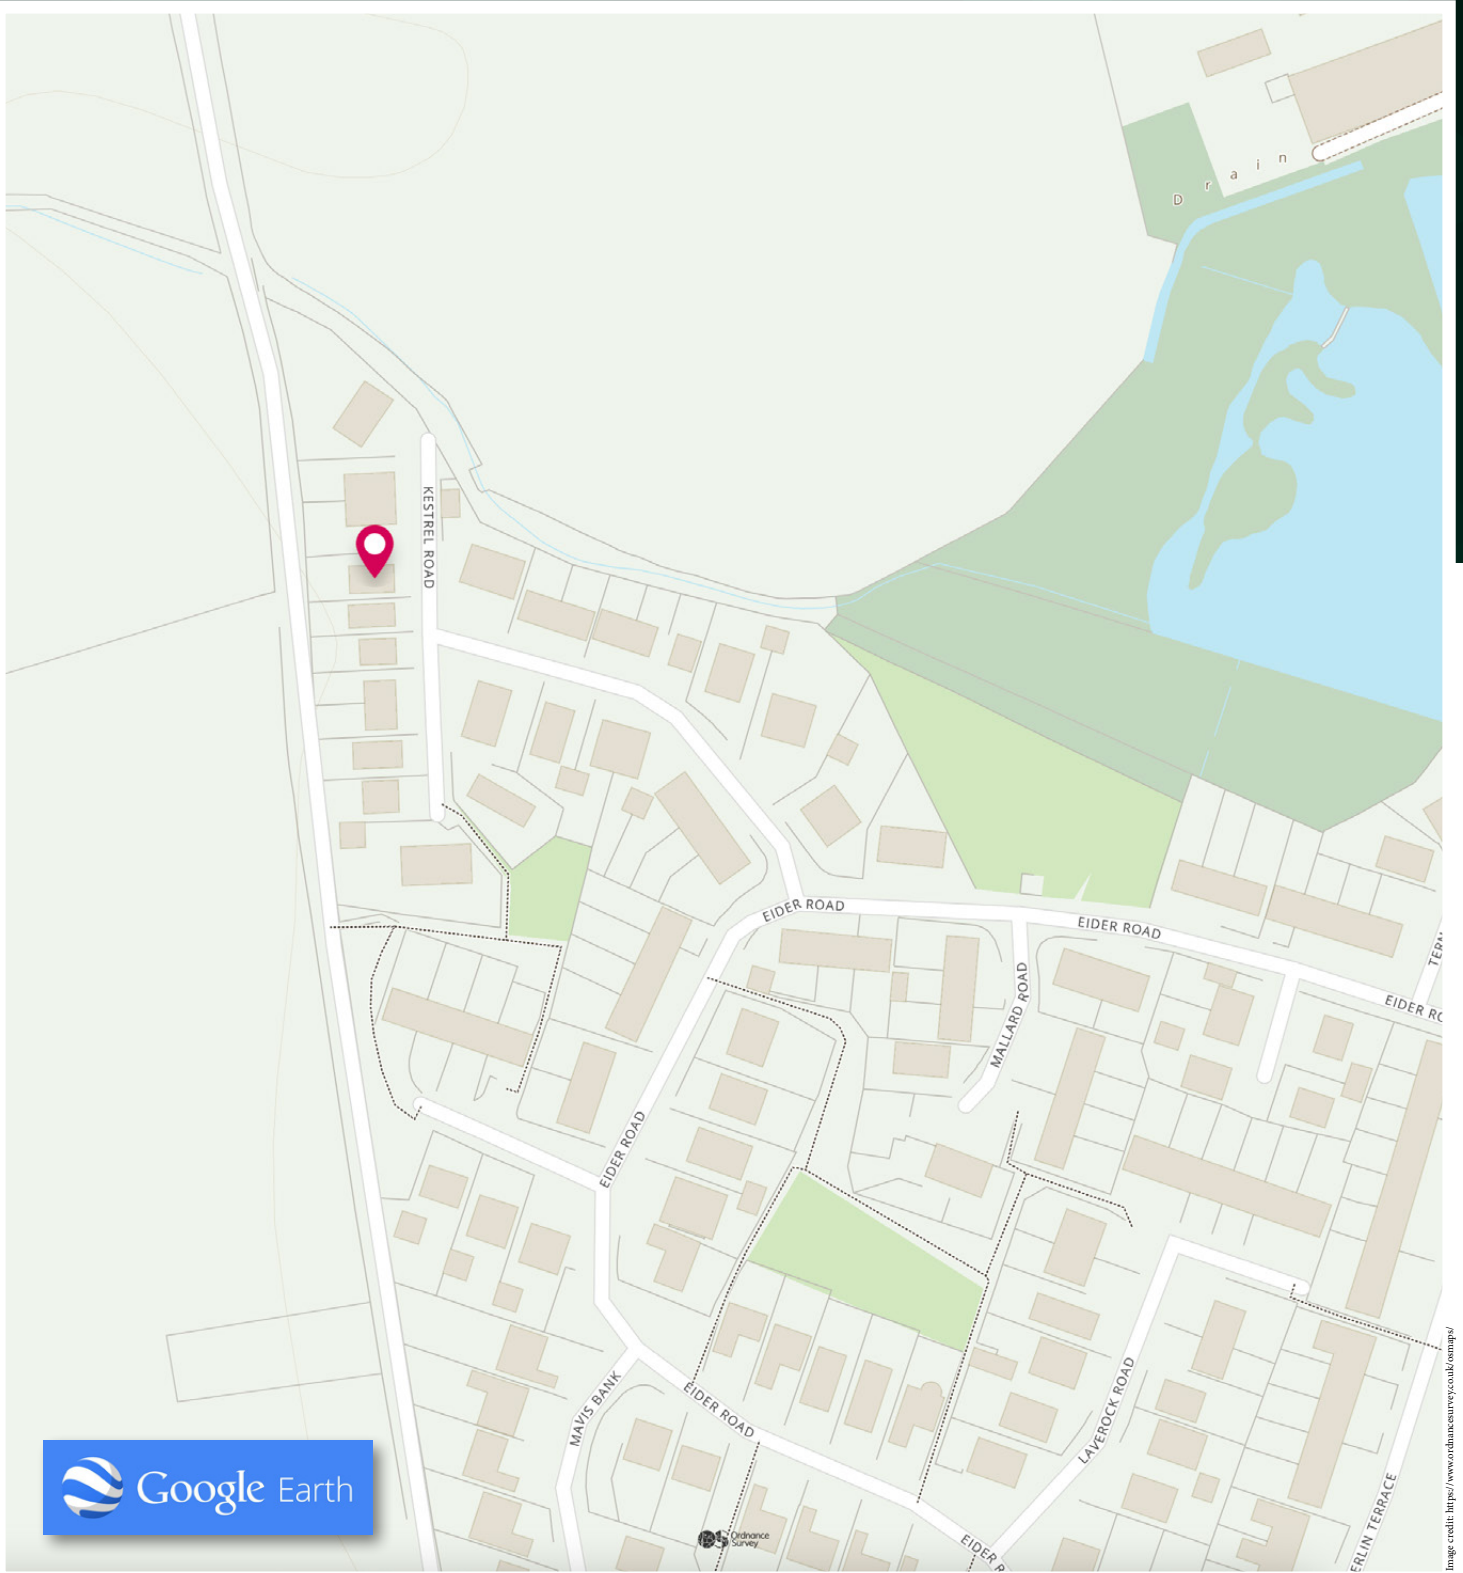 Drain
KESTREL ROAD
EIDER ROAD
EIDER ROAD
MALLARD ROAD
EIDER RO
TERN
EIDER ROAD
MAVIS BANK
EIDER ROAD
LAVEROCK ROAD
EIDER R
ERLIN TERRACE
Google Earth
Ordnance
Survey
Image credit: https://www.ordnancesurvey.co.uk/osmaps/